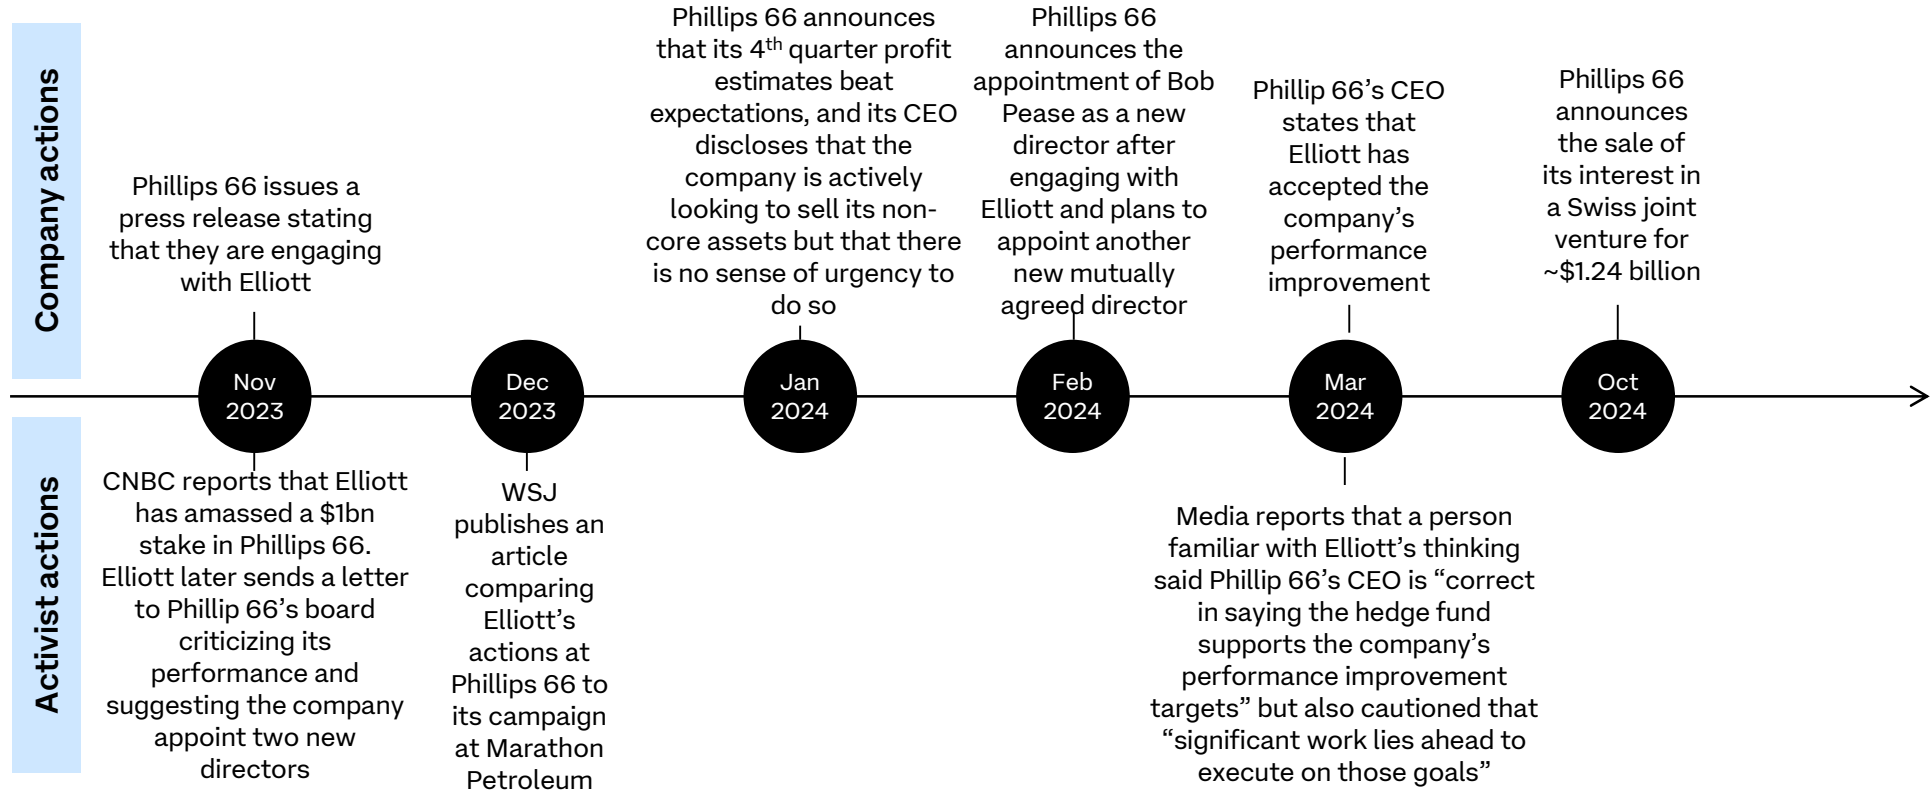 Company actions
Phillips 66 issues a
press release stating
that they are engaging
with Elliott
Phillips 66 announces
that its 4th quarter profit
estimates beat
expectations, and its CEO
discloses that the
company is actively
looking to sell its non-
core assets but that there
is no sense of urgency to
do so
Phillips 66
announces the
appointment of Bob
Pease as a new
director after
engaging with
Elliott and plans to
appoint another
new mutually
agreed director
Phillip 66’s CEO
states that
Elliott has
accepted the
company’s
performance
improvement
Phillips 66
announces
the sale of
its interest in
a Swiss joint
venture for
~$1.24 billion
Nov
2023
Dec
2023
Jan
2024
Feb
2024
Mar
2024
Oct
2024
Activist actions
CNBC reports that Elliott
has amassed a $1bn
stake in Phillips 66.
Elliott later sends a letter
to Phillip 66’s board
criticizing its
performance and
suggesting the company
appoint two new
directors
WSJ
publishes an
article
comparing
Elliott’s
actions at
Phillips 66 to
its campaign
at Marathon
Petroleum
Media reports that a person
familiar with Elliott’s thinking
said Phillip 66’s CEO is “correct
in saying the hedge fund
supports the company’s
performance improvement
targets” but also cautioned that
“significant work lies ahead to
execute on those goals”